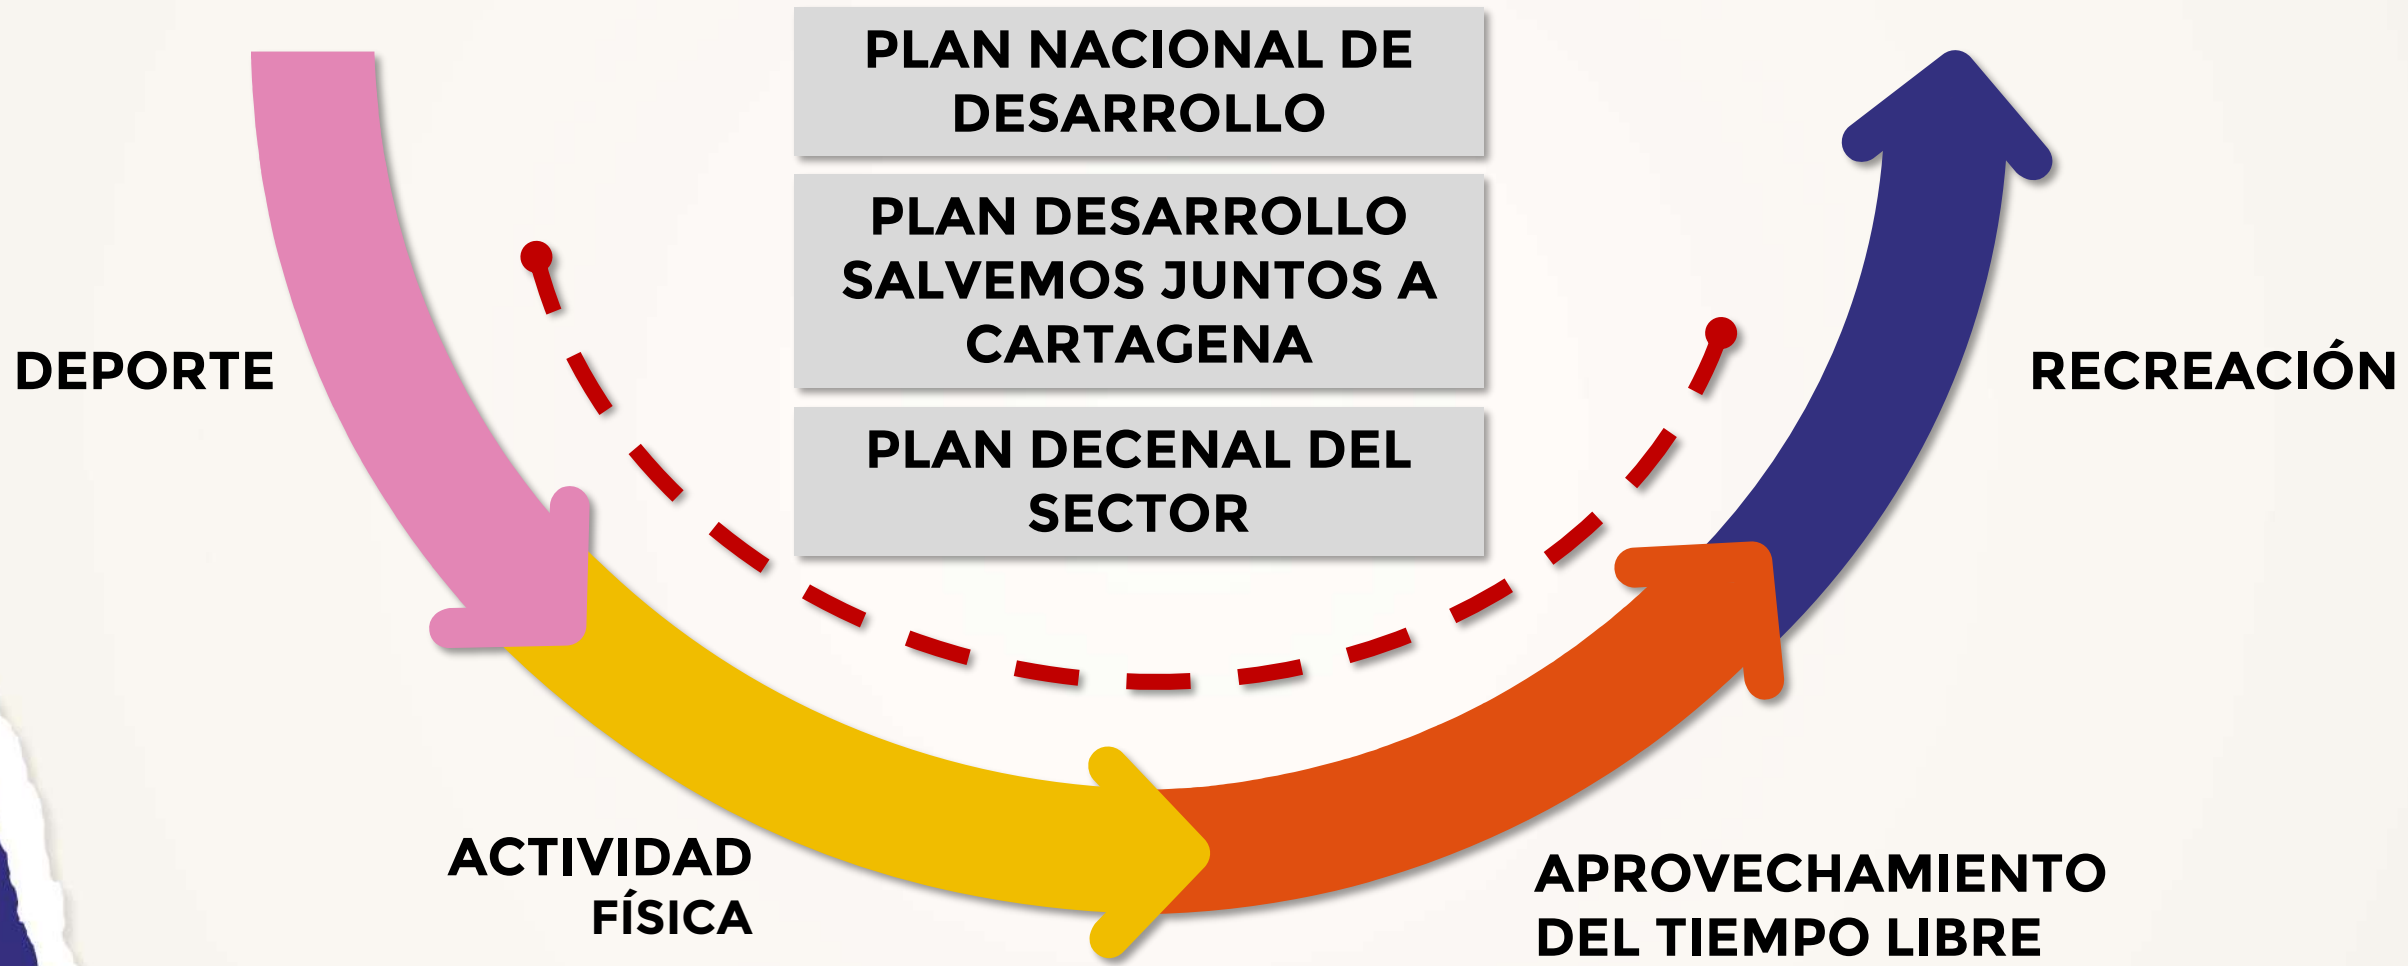 PLAN NACIONAL DE
DESARROLLO
PLAN DESARROLLO
SALVEMOS JUNTOS A
CARTAGENA
PLAN DECENAL DEL
SECTOR
DEPORTE
ACTIVIDAD
FÍSICA
APROVECHAMIENTO
DEL TIEMPO LIBRE
RECREACIÓN